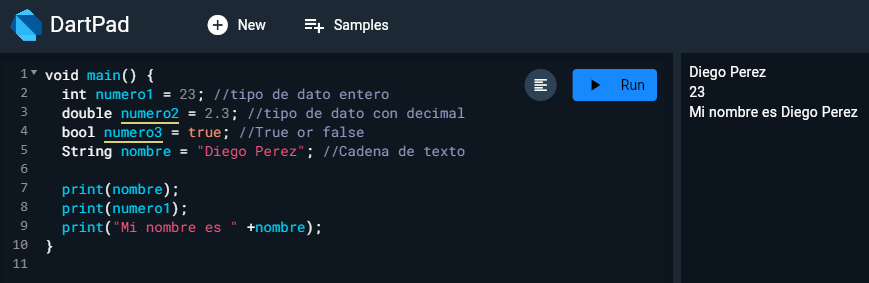 DartPad
New
Samples
1 void main() {
2 int numero1 = 23; //tipo de dato entero
3 double numero2 = 2.3; //tipo de dato con decimal
4 bool numero3 = true; //True or false
5 String nombre = "Diego Perez"; //Cadena de texto
6
7 print(nombre);
8 print(numero1);
9 print("Mi nombre es " +nombre);
10 }
11
Run
Diego Perez
23
Mi nombre es Diego Perez